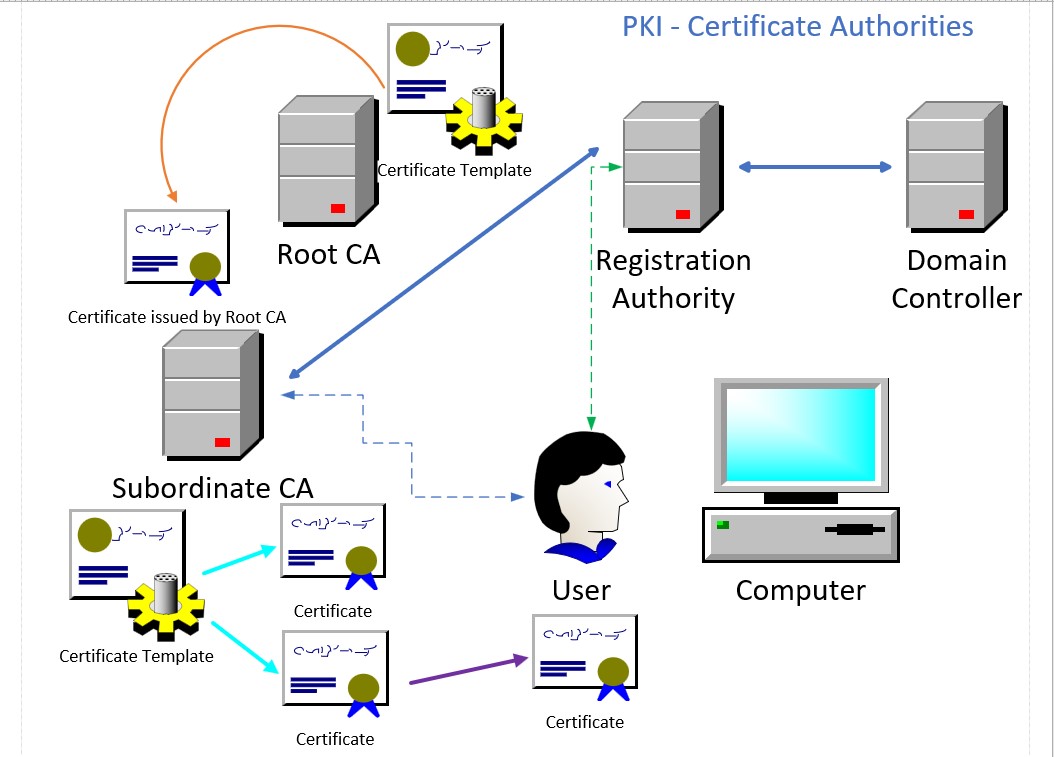 PKI - Certificate Authorities
Certificate Template
Root CA
Registration
Authority
Domain
Controller
Certificate issued by Root CA
Subordinate CA
User
Computer
Certificate
Certificate Template
Certificate
Certificate